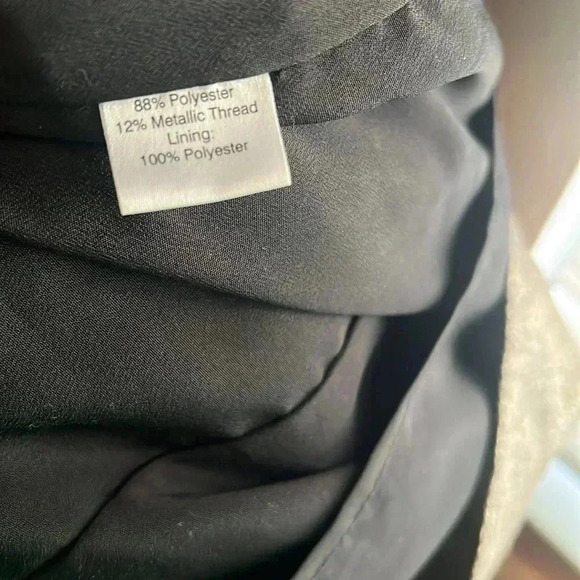 88% Polyester
12% Metallic Thread
Lining:
100% Polyester